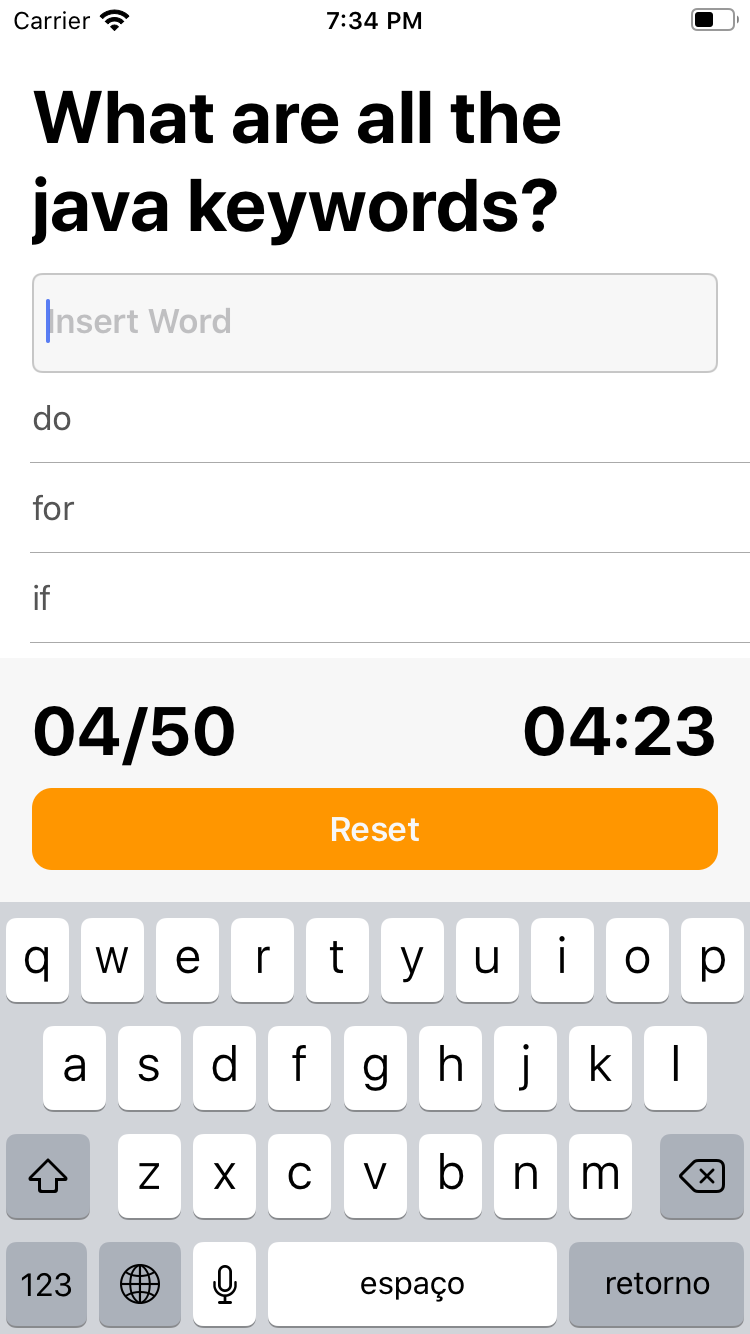 Carrier 7:34 PM
What are all the
java keywords?
Insert Word
do
for
if
04/50 04:23
Reset
q w e r t y u i o p
a s d f g h j k l
z x c v b n m
123 espaço retorno